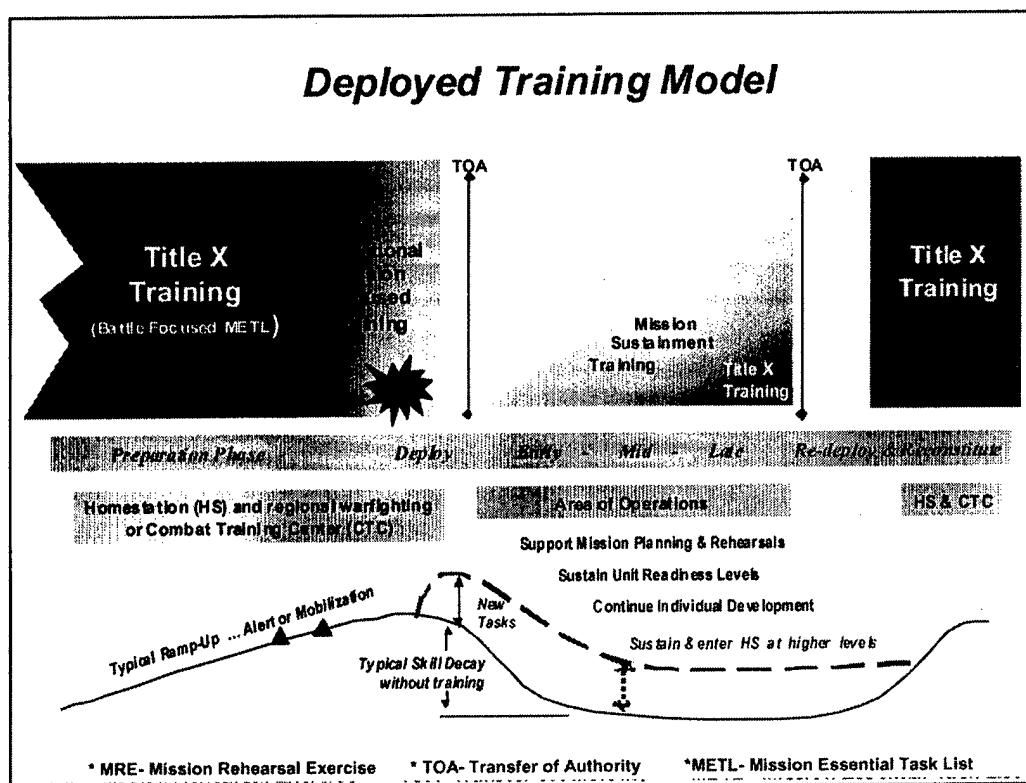 Deployed Training Model
TOA
TOA
Title X
Training
(Battle Focused METL)
Mission
Sustainment
Training
Title X
Training
Title X
Training
Preparation Phase
Deploy
Early - Mid - Late
Re-deploy & Reconstitute
Homestation (HS) and regional warfighting
or Combat Training Center (CTC)
Area of Operations
HS & CTC
Support Mission Planning & Rehearsals
Sustain Unit Readiness Levels
Continue Individual Development
Sustain & enter HS at higher levels
Typical Ramp-Up ... Alert or Mobilization
New
Tasks
Typical Skill Decay
without training
* MRE- Mission Rehearsal Exercise
* TOA- Transfer of Authority
*METL- Mission Essential Task List